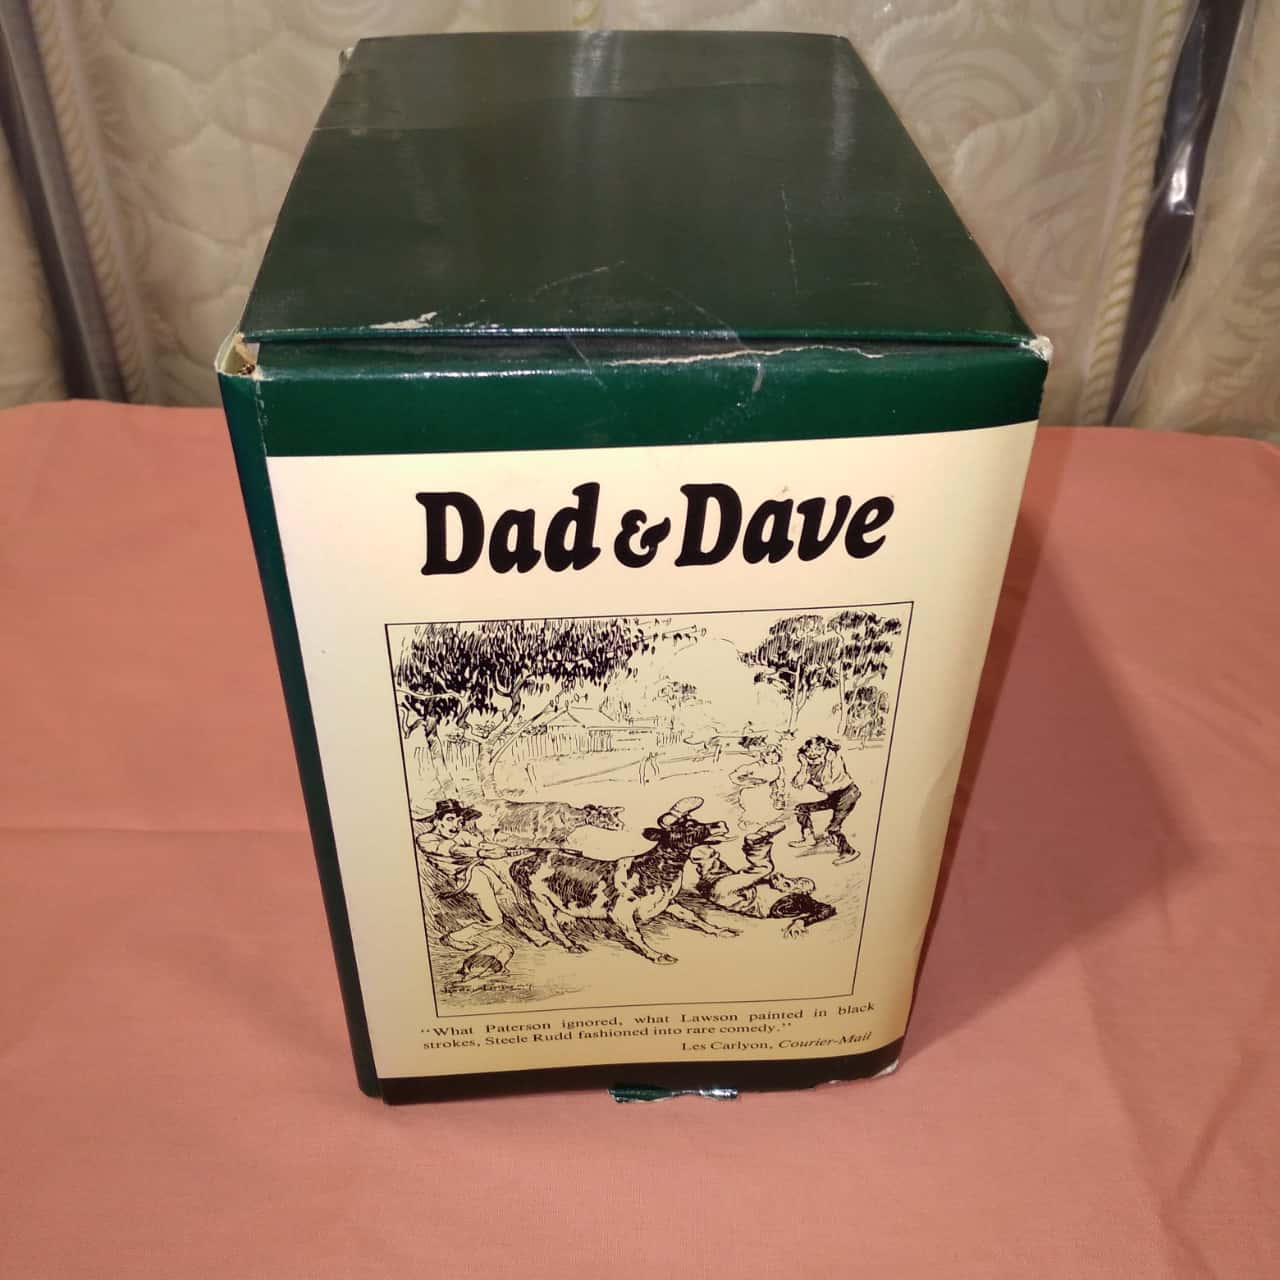 Dad & Dave
“What Paterson ignored, what Lawson painted in black
strokes, Steele Rudd fashioned into rare comedy.”
Les Carlyon, Courier-Mail